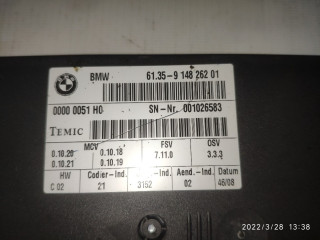 BMW 61.35-9 148 262 01
0000 0051 H0 SN-Nr. 001026583
TEMIC
MCV FSV OSV
0.10.20 0.10.18 7.11.0 3.3.3
0.10.21 0.10.19
HW Codier-Ind. Ind. Aend.-Ind. Datum
C 02 21 3152 02 46/08
2022/3/28 13:38